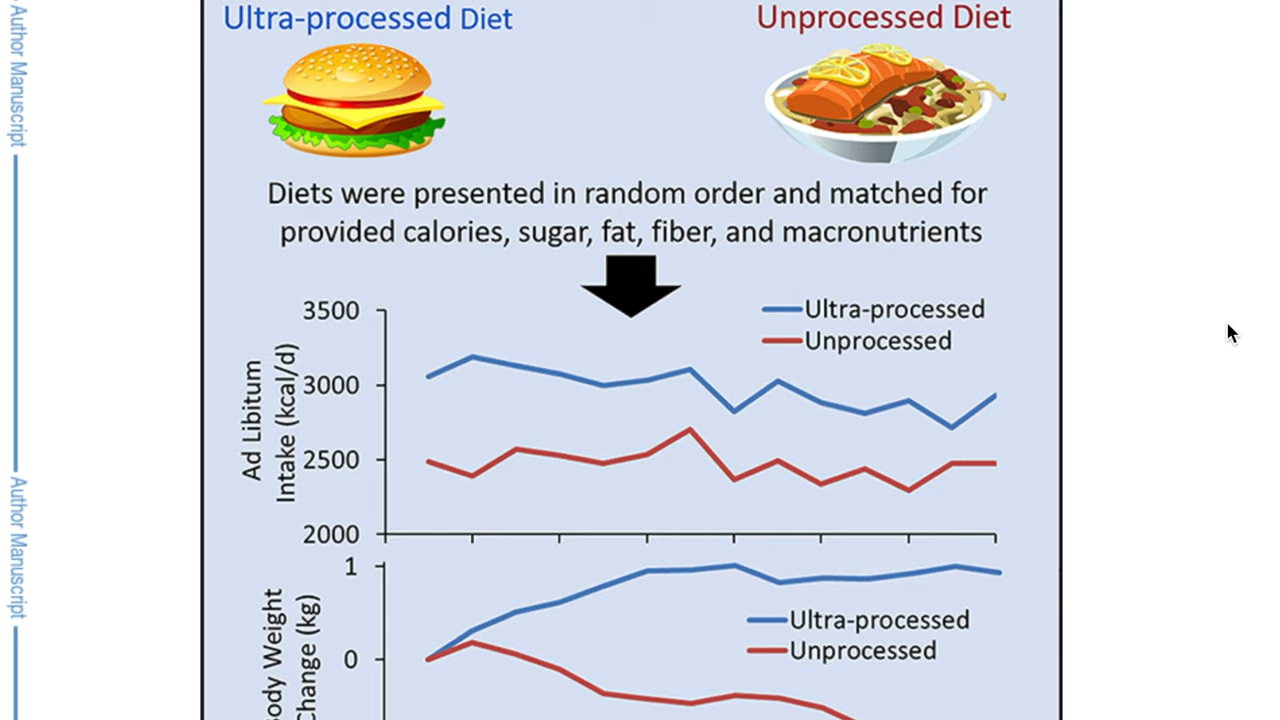 Author Manuscript
Author Manuscript
Ultra-processed Diet
Unprocessed Diet
Diets were presented in random order and matched for
provided calories, sugar, fat, fiber, and macronutrients
Ad Libitum
Intake (kcal/d)
3500
3000
2500
2000
Ultra-processed
Unprocessed
Weight
Change (kg)
1
0
Ultra-processed
Unprocessed